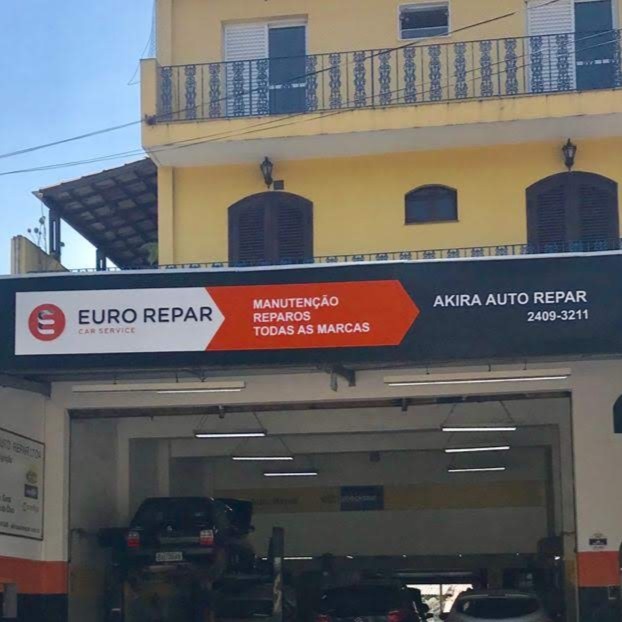 EURO REPAR
CAR SERVICE
MANUTENÇÃO
REPAROS
TODAS AS MARCAS
AKIRA AUTO REPAR
2409-3211